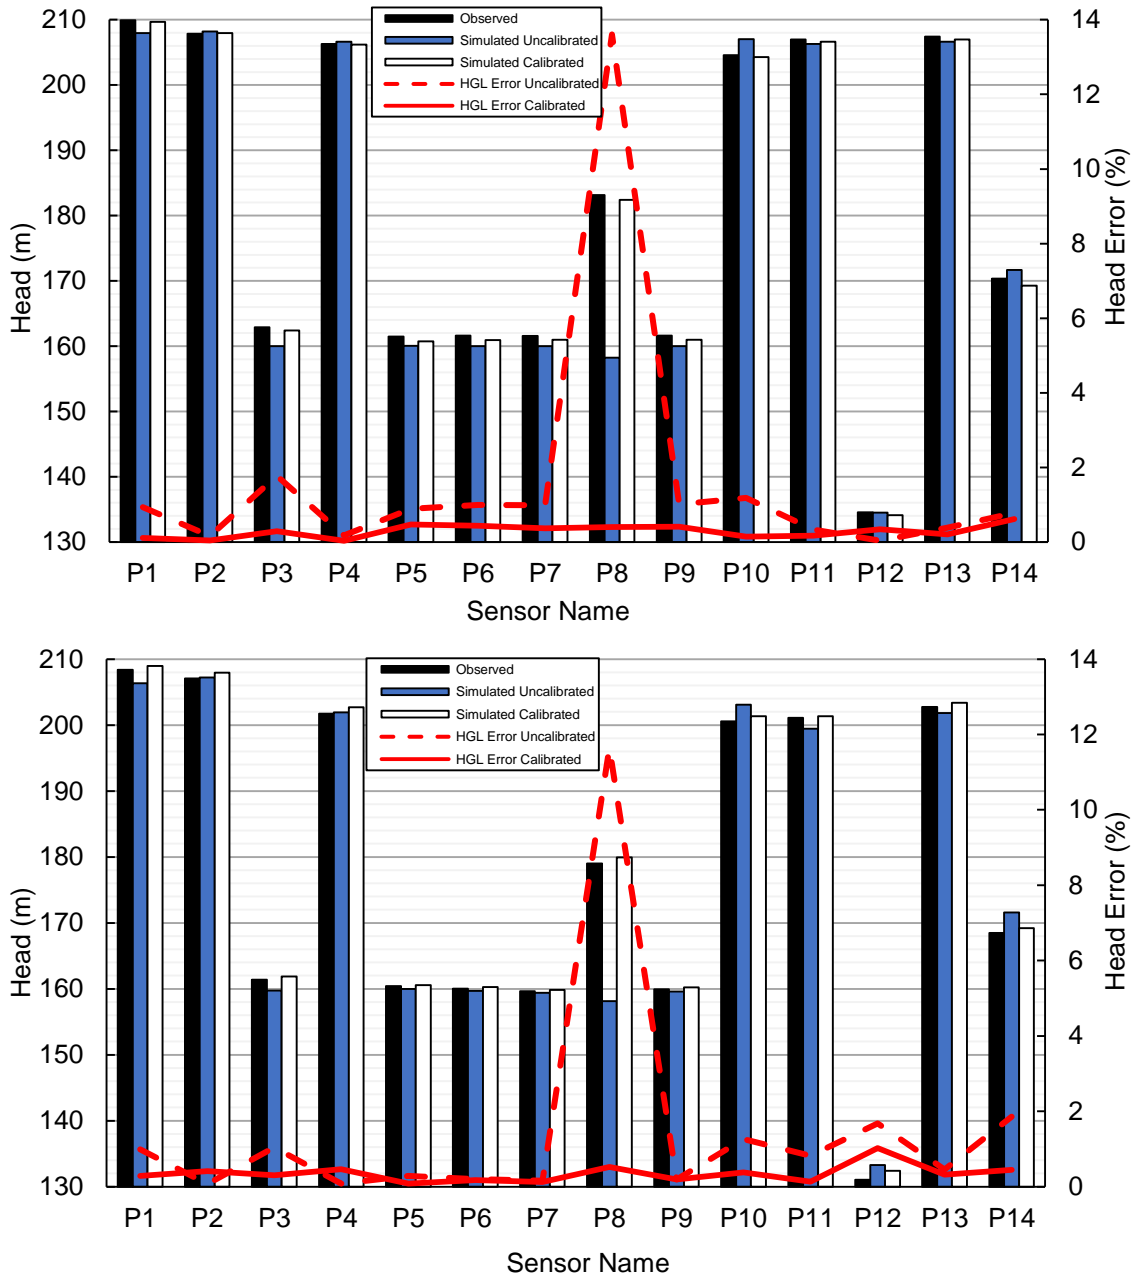 210
200
190
180
170
160
150
140
130
Head (m)
Observed
Simulated Uncalibrated
Simulated Calibrated
HGL Error Uncalibrated
HGL Error Calibrated
14
12
10
8
6
4
2
0
Head Error (%)
P1 P2 P3 P4 P5 P6 P7 P8 P9 P10 P11 P12 P13 P14
Sensor Name
210
200
190
180
170
160
150
140
130
Head (m)
Observed
Simulated Uncalibrated
Simulated Calibrated
HGL Error Uncalibrated
HGL Error Calibrated
14
12
10
8
6
4
2
0
Head Error (%)
P1 P2 P3 P4 P5 P6 P7 P8 P9 P10 P11 P12 P13 P14
Sensor Name